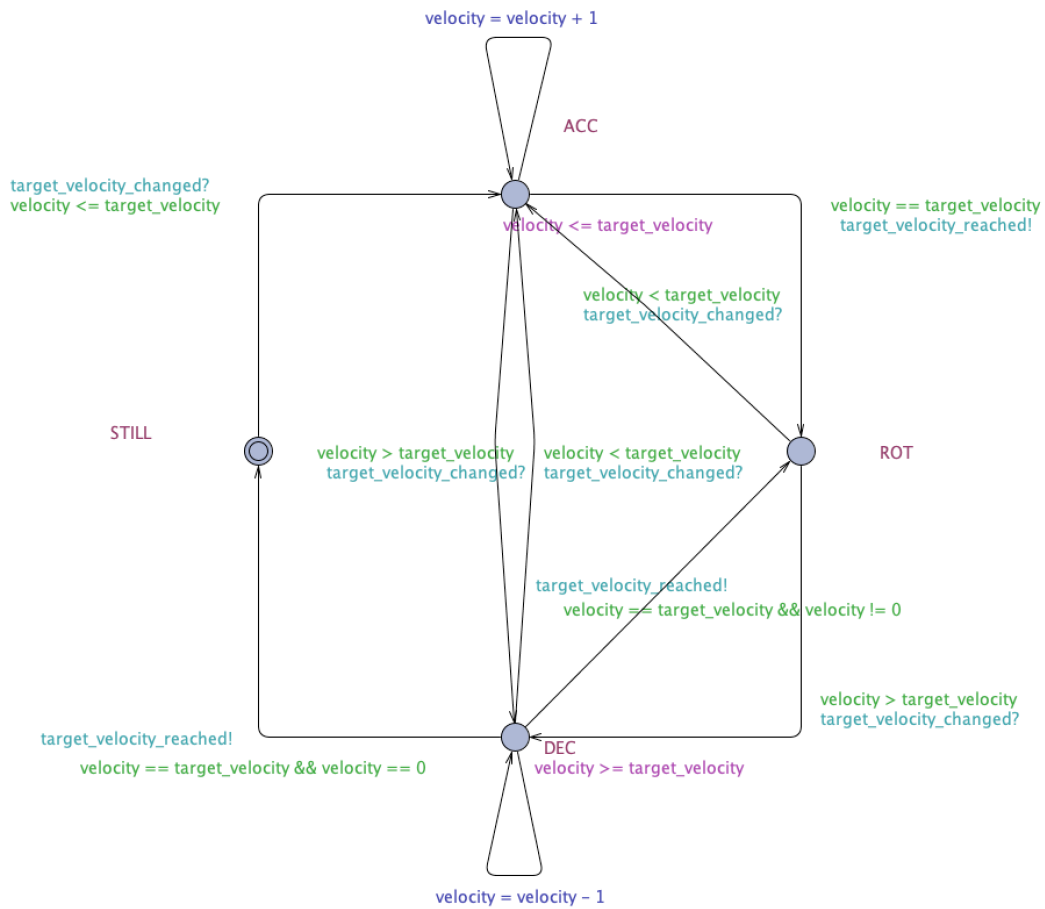 velocity = velocity + 1
ACC
target_velocity_changed?
velocity <= target_velocity
velocity == target_velocity
target_velocity_reached!
velocity <= target_velocity
velocity < target_velocity
target_velocity_changed?
STILL
velocity > target_velocity
target_velocity_changed?
velocity < target_velocity
target_velocity_changed?
ROT
target_velocity_reached!
velocity == target_velocity && velocity != 0
velocity > target_velocity
target_velocity_changed?
target_velocity_reached!
velocity == target_velocity && velocity == 0
DEC
velocity >= target_velocity
velocity = velocity - 1